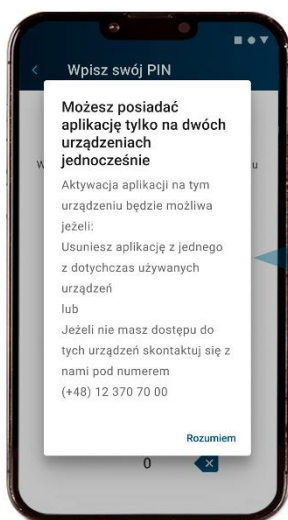 Wpisz swój PIN
Możesz posiadać
aplikację tylko na dwóch
urządzeniach
jednocześnie
Aktywacja aplikacji na tym
urządzeniu będzie możliwa
jeżeli:
Usuniesz aplikację z jednego
z dotychczas używanych
urządzeń
lub
Jeżeli nie masz dostępu do
tych urządzeń skontaktuj się z
nami pod numerem
(+48) 12 370 70 00
Rozumiem
0